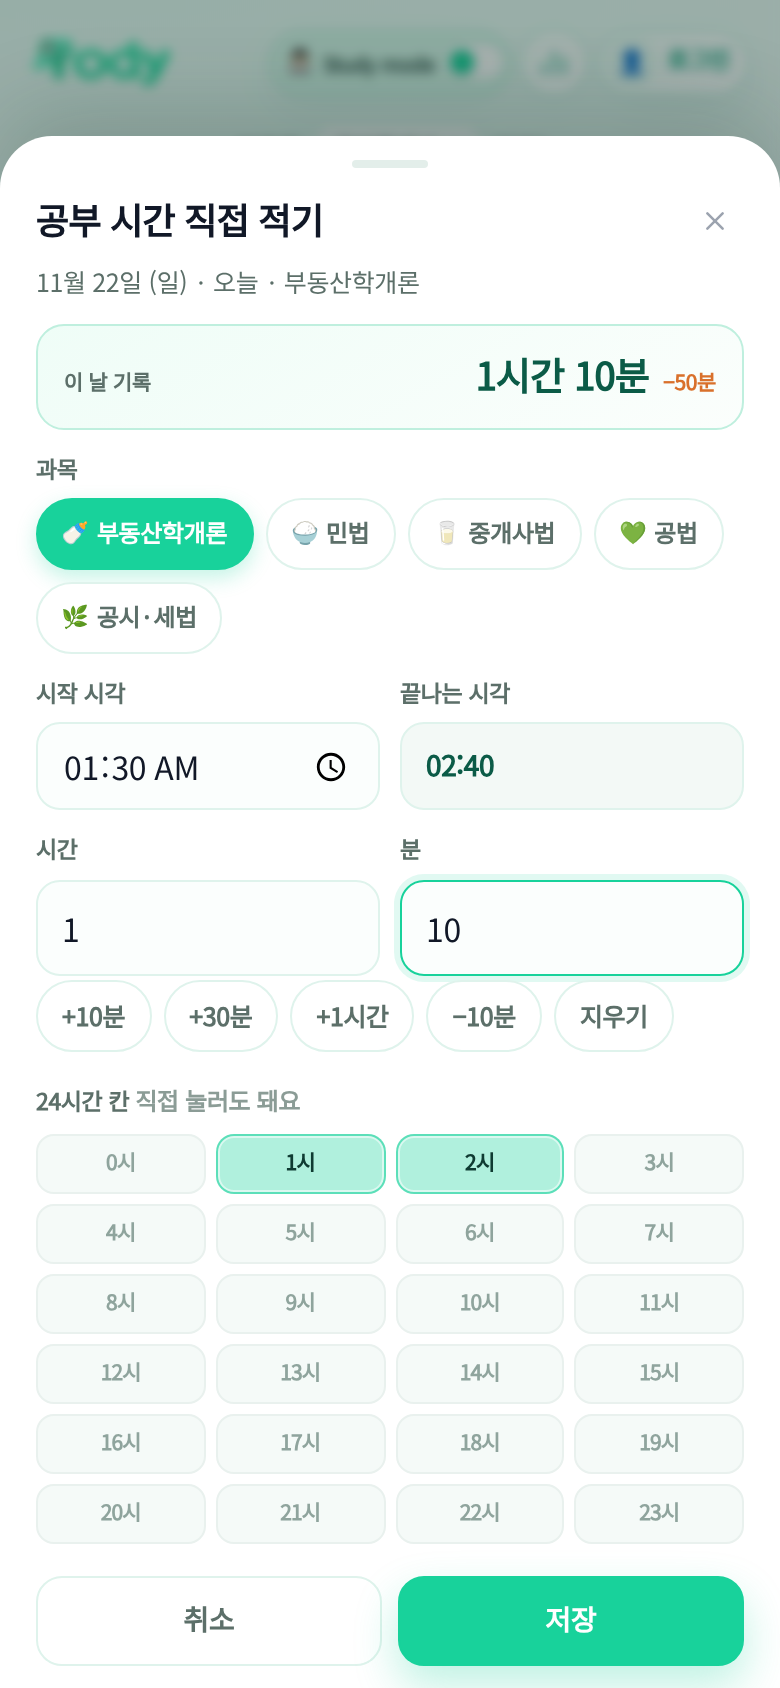 Study mode
공부 시간 직접 적기
11월 22일 (일) · 오늘 · 부동산학개론
이 날 기록 1시간 10분 −50분
과목
부동산학개론 민법 중개사법 공법
공시·세법
시작 시각 끝나는 시각
01:30 AM 02:40
시간 분
1 10
+10분 +30분 +1시간 −10분 지우기
24시간 칸 직접 눌러도 돼요
0시 1시 2시 3시
4시 5시 6시 7시
8시 9시 10시 11시
12시 13시 14시 15시
16시 17시 18시 19시
20시 21시 22시 23시
취소 저장